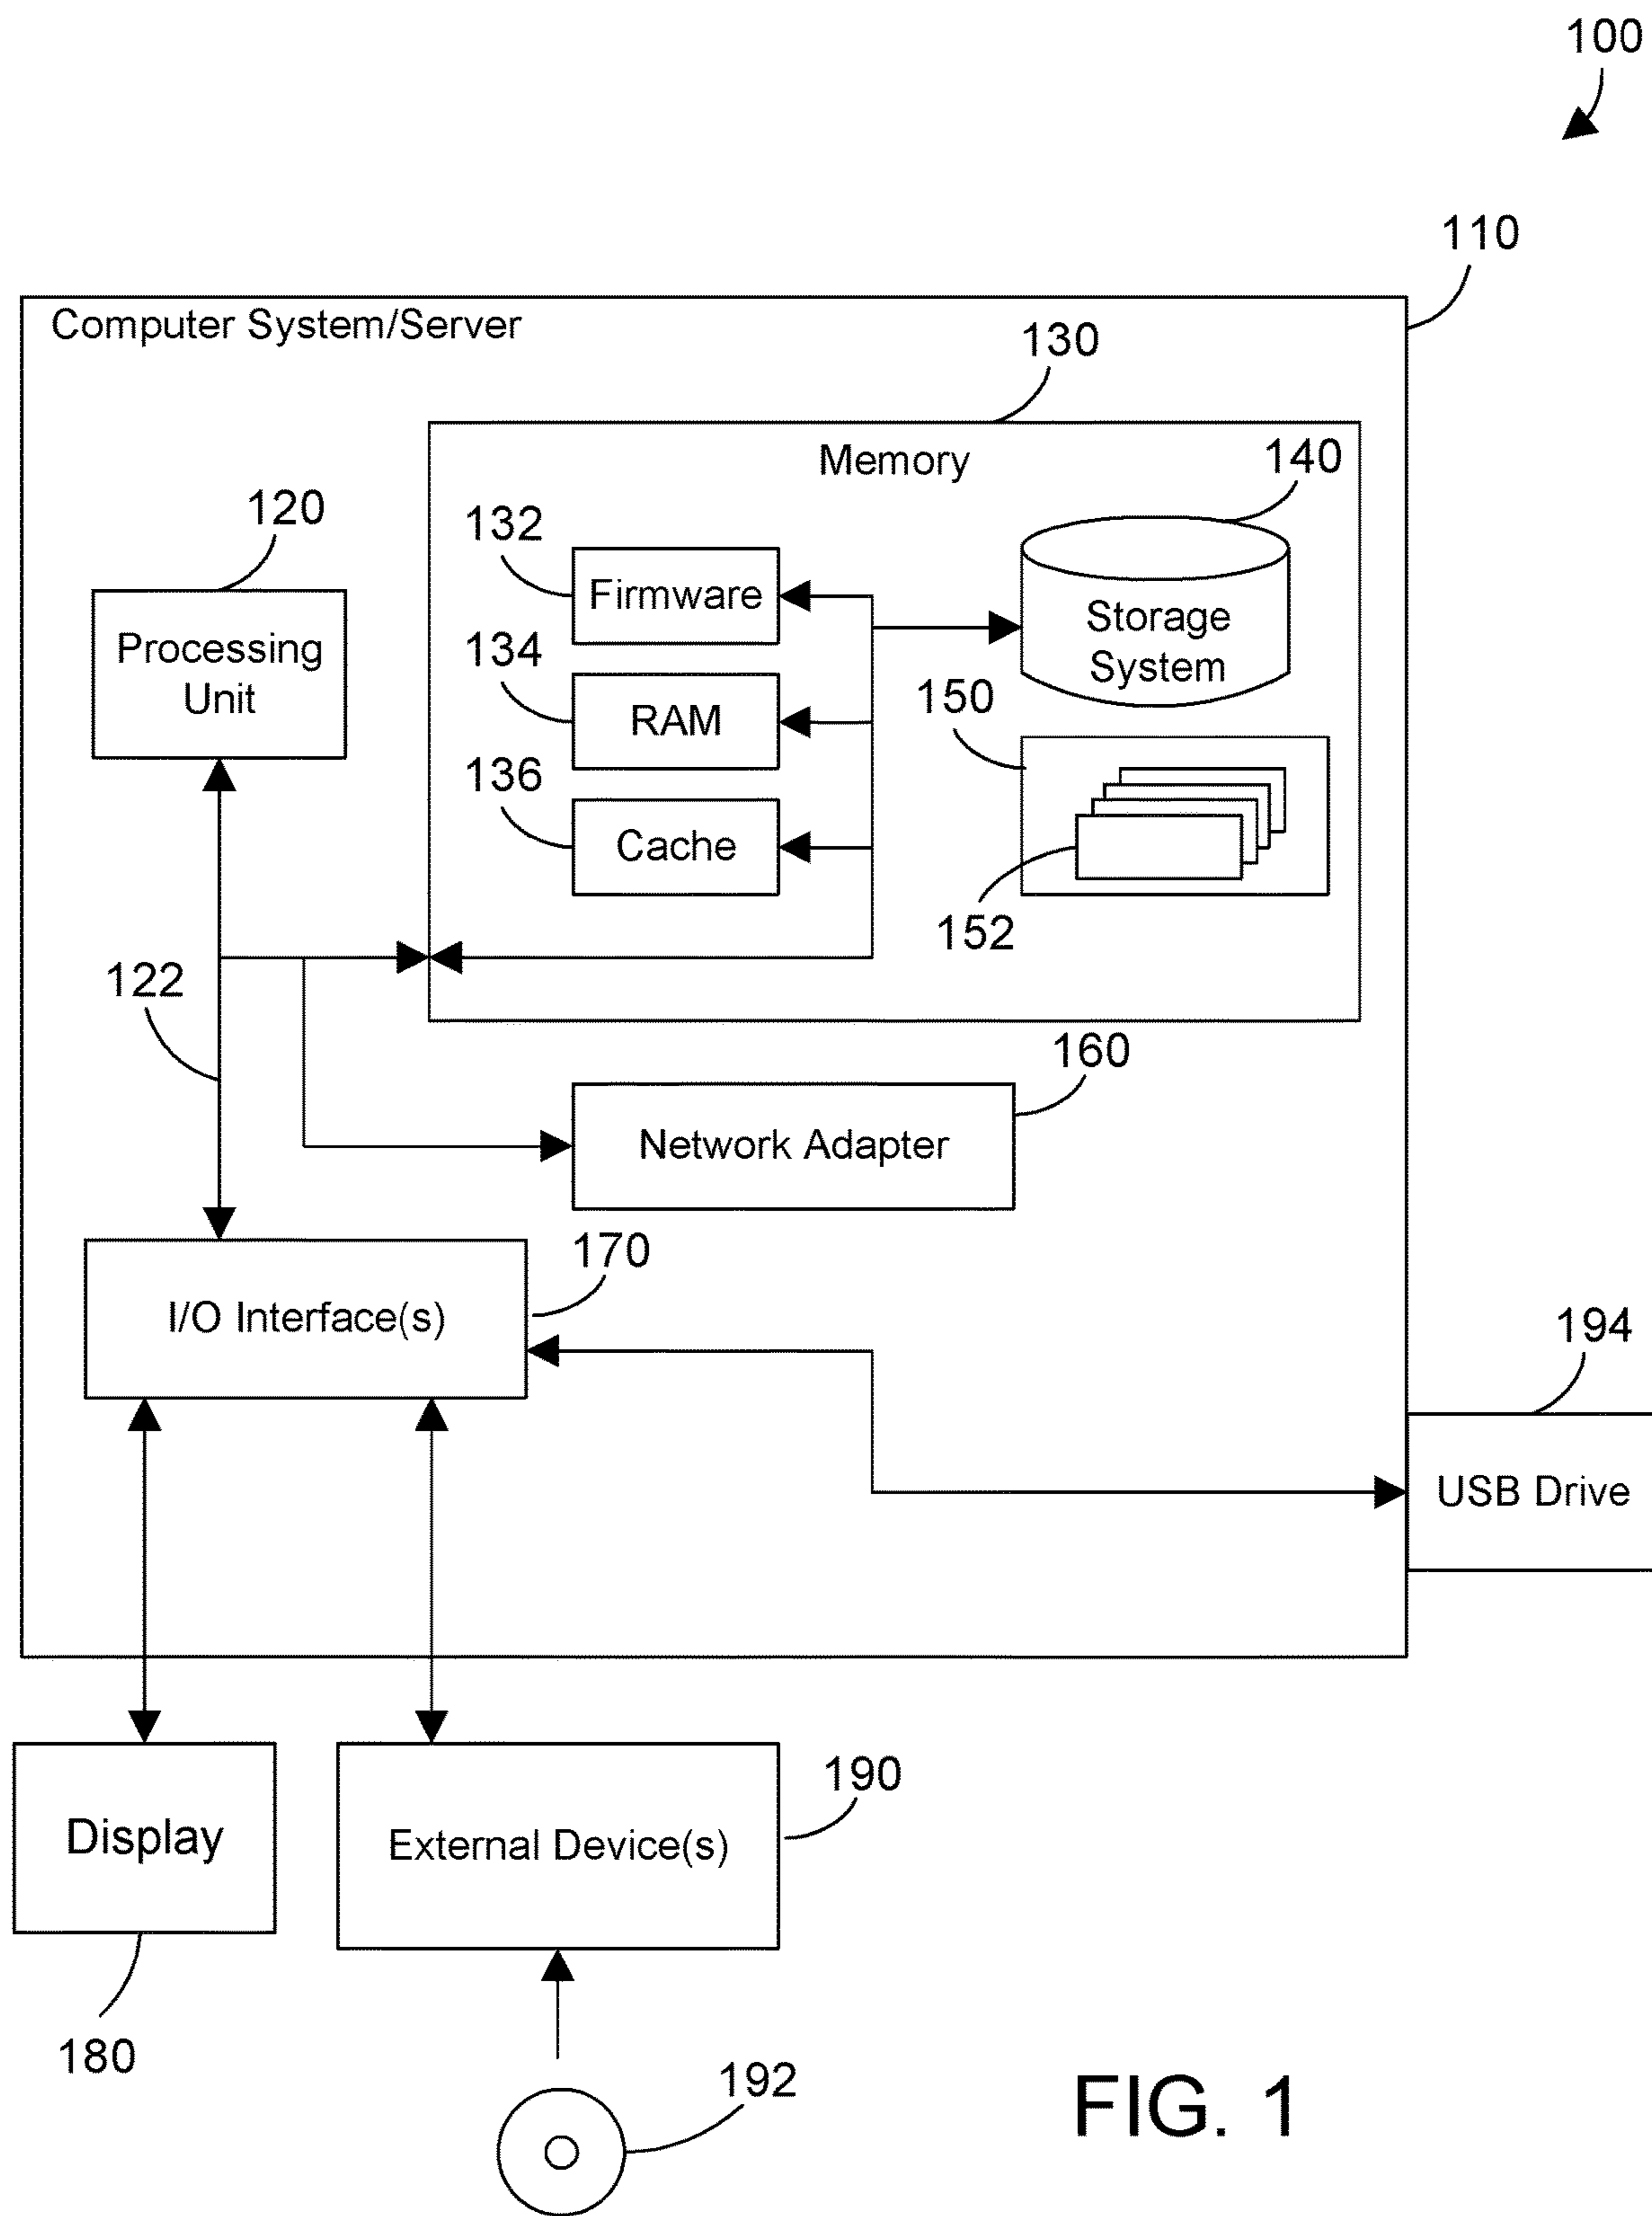 100
110
Computer System/Server
130
Memory
140
120
132
Firmware
Processing
Unit
Storage
System
134
RAM
150
136
Cache
152
122
160
Network Adapter
170
I/O Interface(s)
194
USB Drive
190
Display
External Device(s)
180
192
FIG. 1